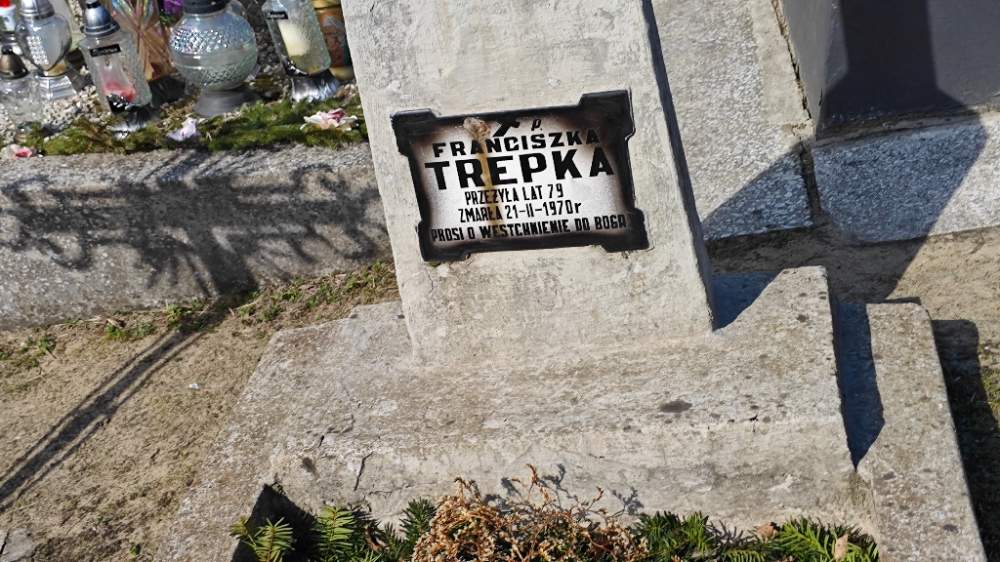 Ś P.
FRANCISZKA
TREPKA
PRZEŻYŁA LAT 79
ZMARŁA 21-II-1970r
PROSI O WESTCHNIENIE DO BOGA